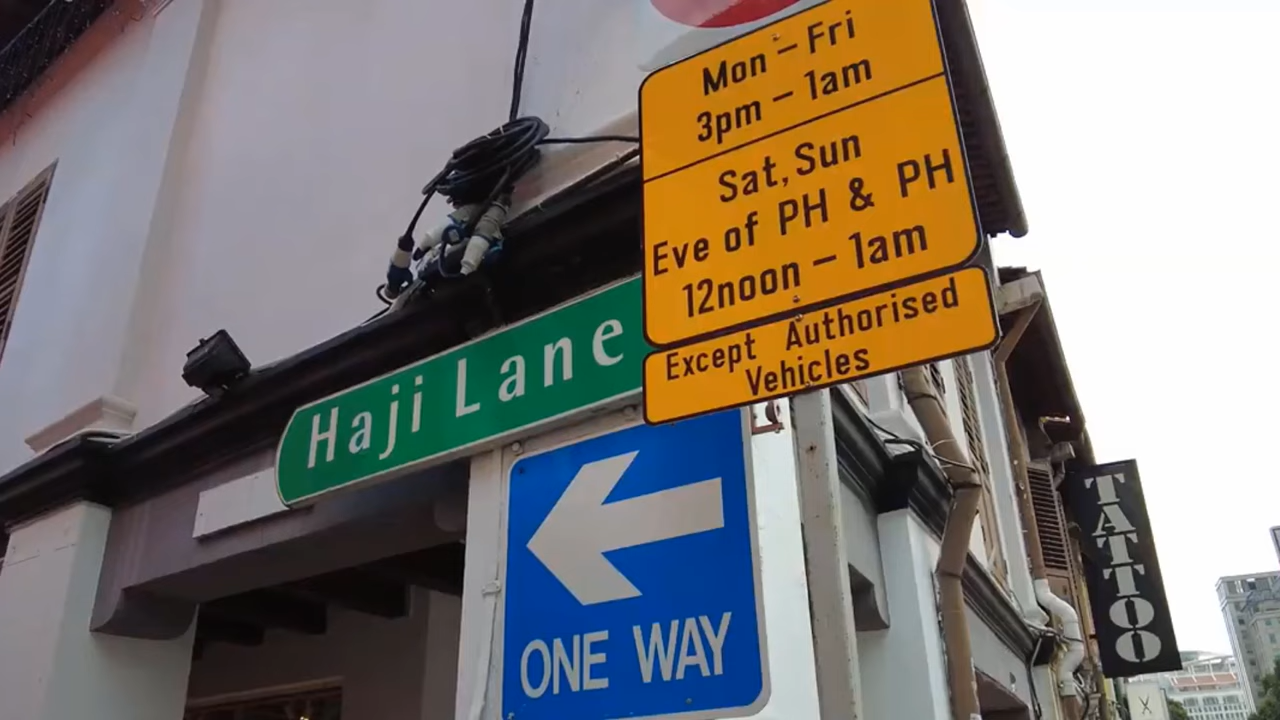 Mon – Fri
3pm – 1am
Sat, Sun
Eve of PH & PH
12noon – 1am
Except Authorised
Vehicles
Haji Lane
ONE WAY
TATTOO